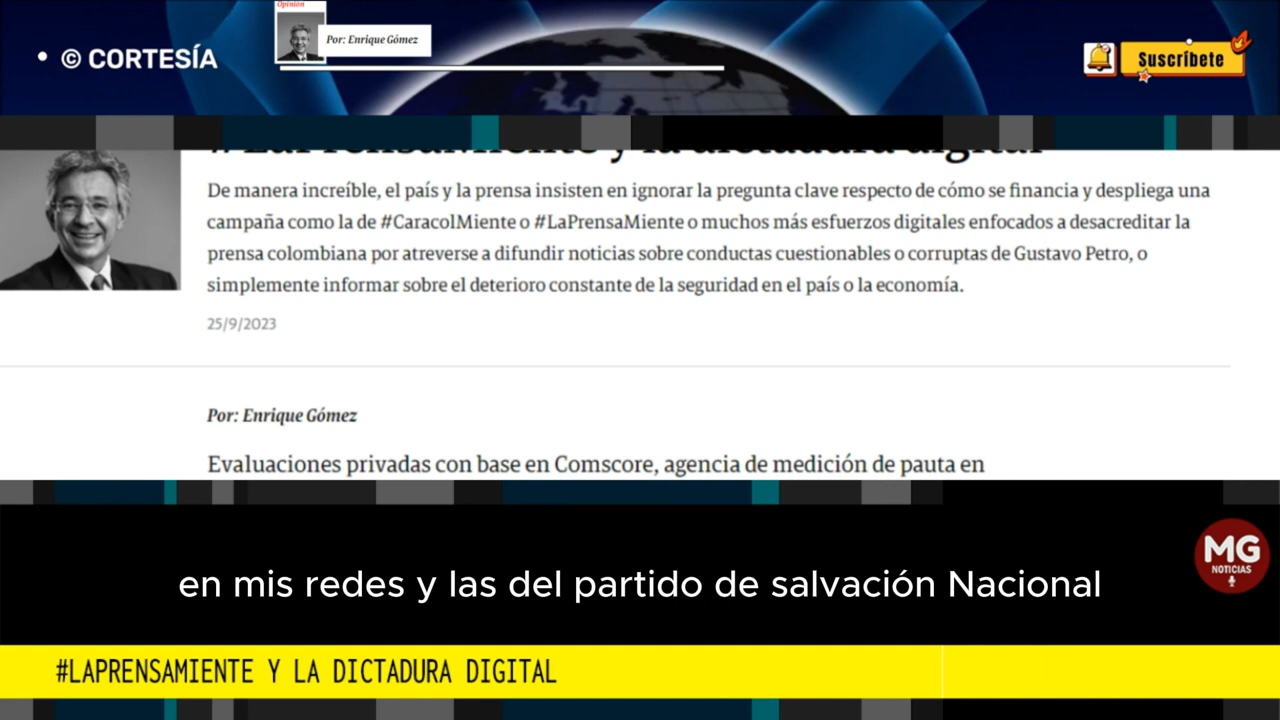 Opinión
Por: Enrique Gómez
• © CORTESÍA
Suscríbete
#LaPrensaMiente y la dictadura digital
De manera increíble, el país y la prensa insisten en ignorar la pregunta clave respecto de cómo se financia y despliega una
campaña como la de #CaracolMiente o #LaPrensaMiente o muchos más esfuerzos digitales enfocados a desacreditar la
prensa colombiana por atreverse a difundir noticias sobre conductas cuestionables o corruptas de Gustavo Petro, o
simplemente informar sobre el deterioro constante de la seguridad en el país o la economía.
25/9/2023
Por: Enrique Gómez
Evaluaciones privadas con base en Comscore, agencia de medición de pauta en
MG
NOTICIAS
en mis redes y las del partido de salvación Nacional
#LAPRENSAMIENTE Y LA DICTADURA DIGITAL